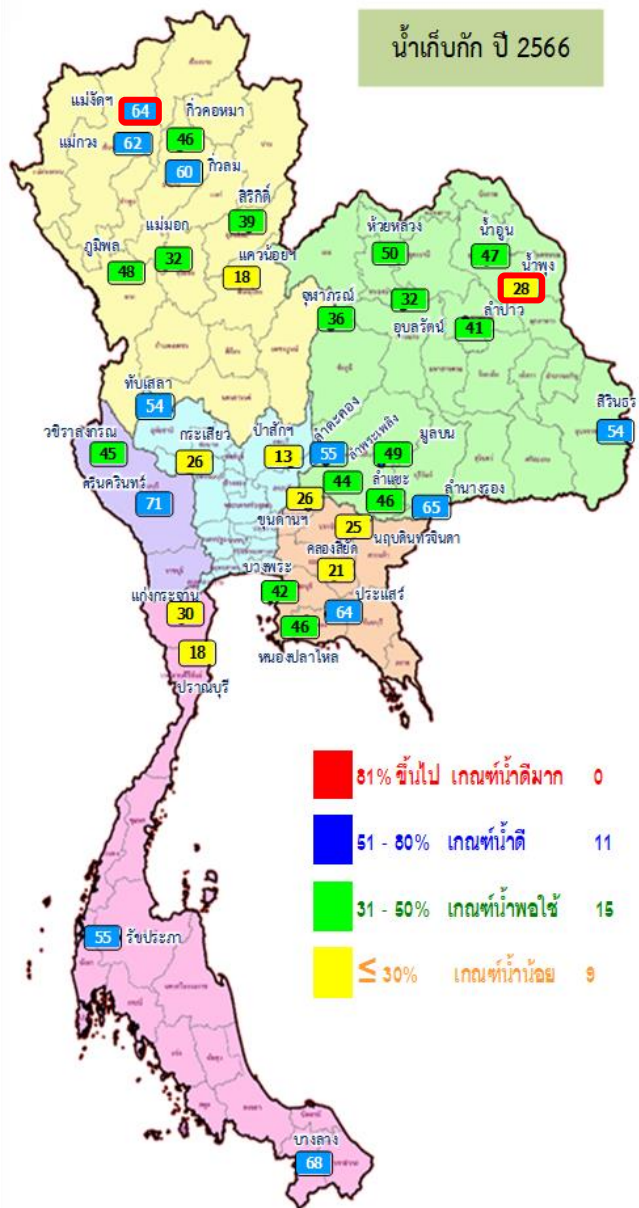 น้ำเก็บกัก ปี 2566
แม่งัดฯ
64
กิ่วคอหมา
46
แม่กวง
62
กิ่วลม
60
สิริกิติ์
39
ภูมิพล
48
แม่มอก
32
แควน้อยฯ
18
ห้วยหลวง
50
น้ำอูน
47
น้ำพุง
28
จุฬาภรณ์
36
32
อุบลรัตน์
ลำปาว
41
ทับเสลา
54
สิรินธร
54
วชิราลงกรณ
45
กระเสียว
26
ป่าสักฯ
13
ลำตะคอง
55
ลำพระเพลิง
44
มูลบน
49
ศรีนครินทร์
71
26
ขุนด่านฯ
ลำแชะ
46
65
ลำนางรอง
25
นฤบดินทรจินดา
คลองสียัด
21
บางพระ
42
ประแสร์
64
แก่งกระจาน
30
46
หนองปลาไหล
18
ปราณบุรี
81% ขึ้นไป เกณฑ์น้ำดีมาก 0
51 - 80% เกณฑ์น้ำดี 11
31 - 50% เกณฑ์น้ำพอใช้ 15
≤ 30% เกณฑ์น้ำน้อย 9
55 รัชประภา
บางลาง
68